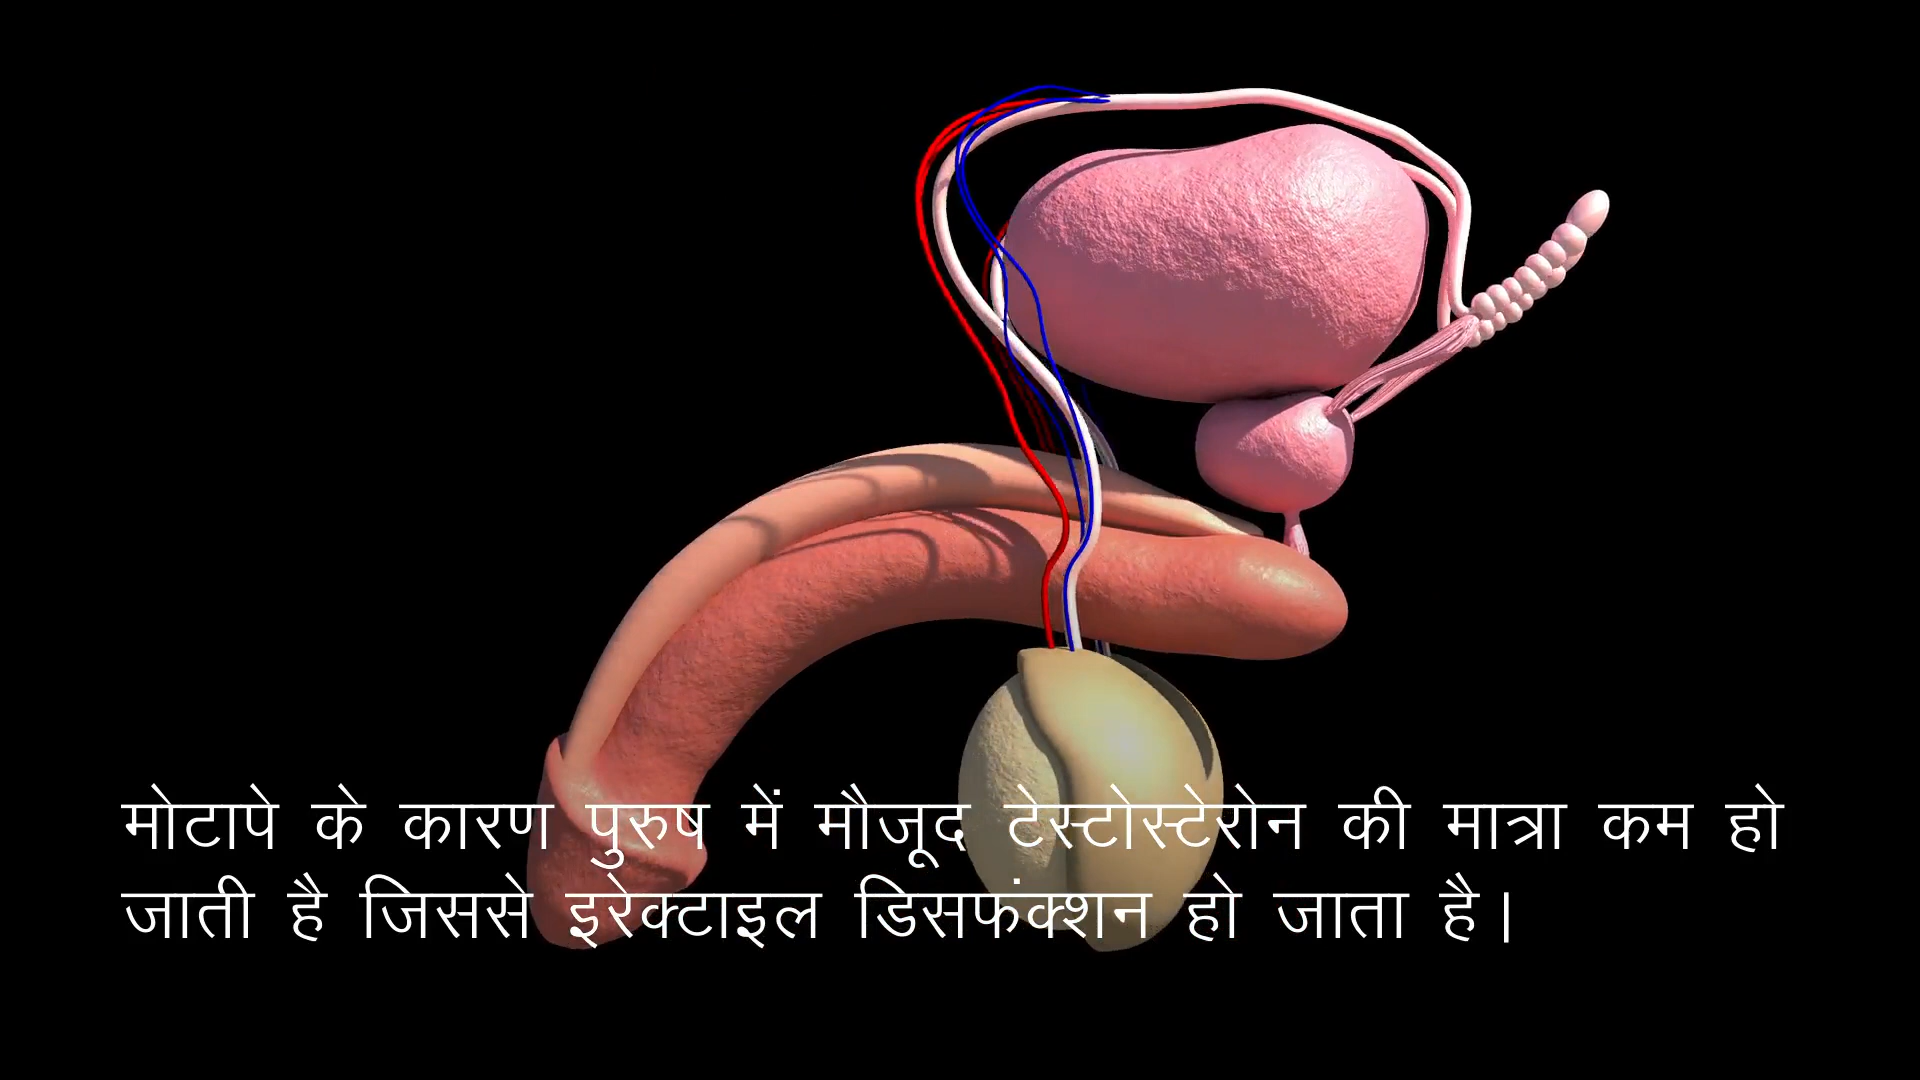 मोटापे के कारण पुरुष में मौजूद टेस्टोस्टेरोन की मात्रा कम हो
जाती है जिससे इरेक्टाइल डिसफंक्शन हो जाता है।